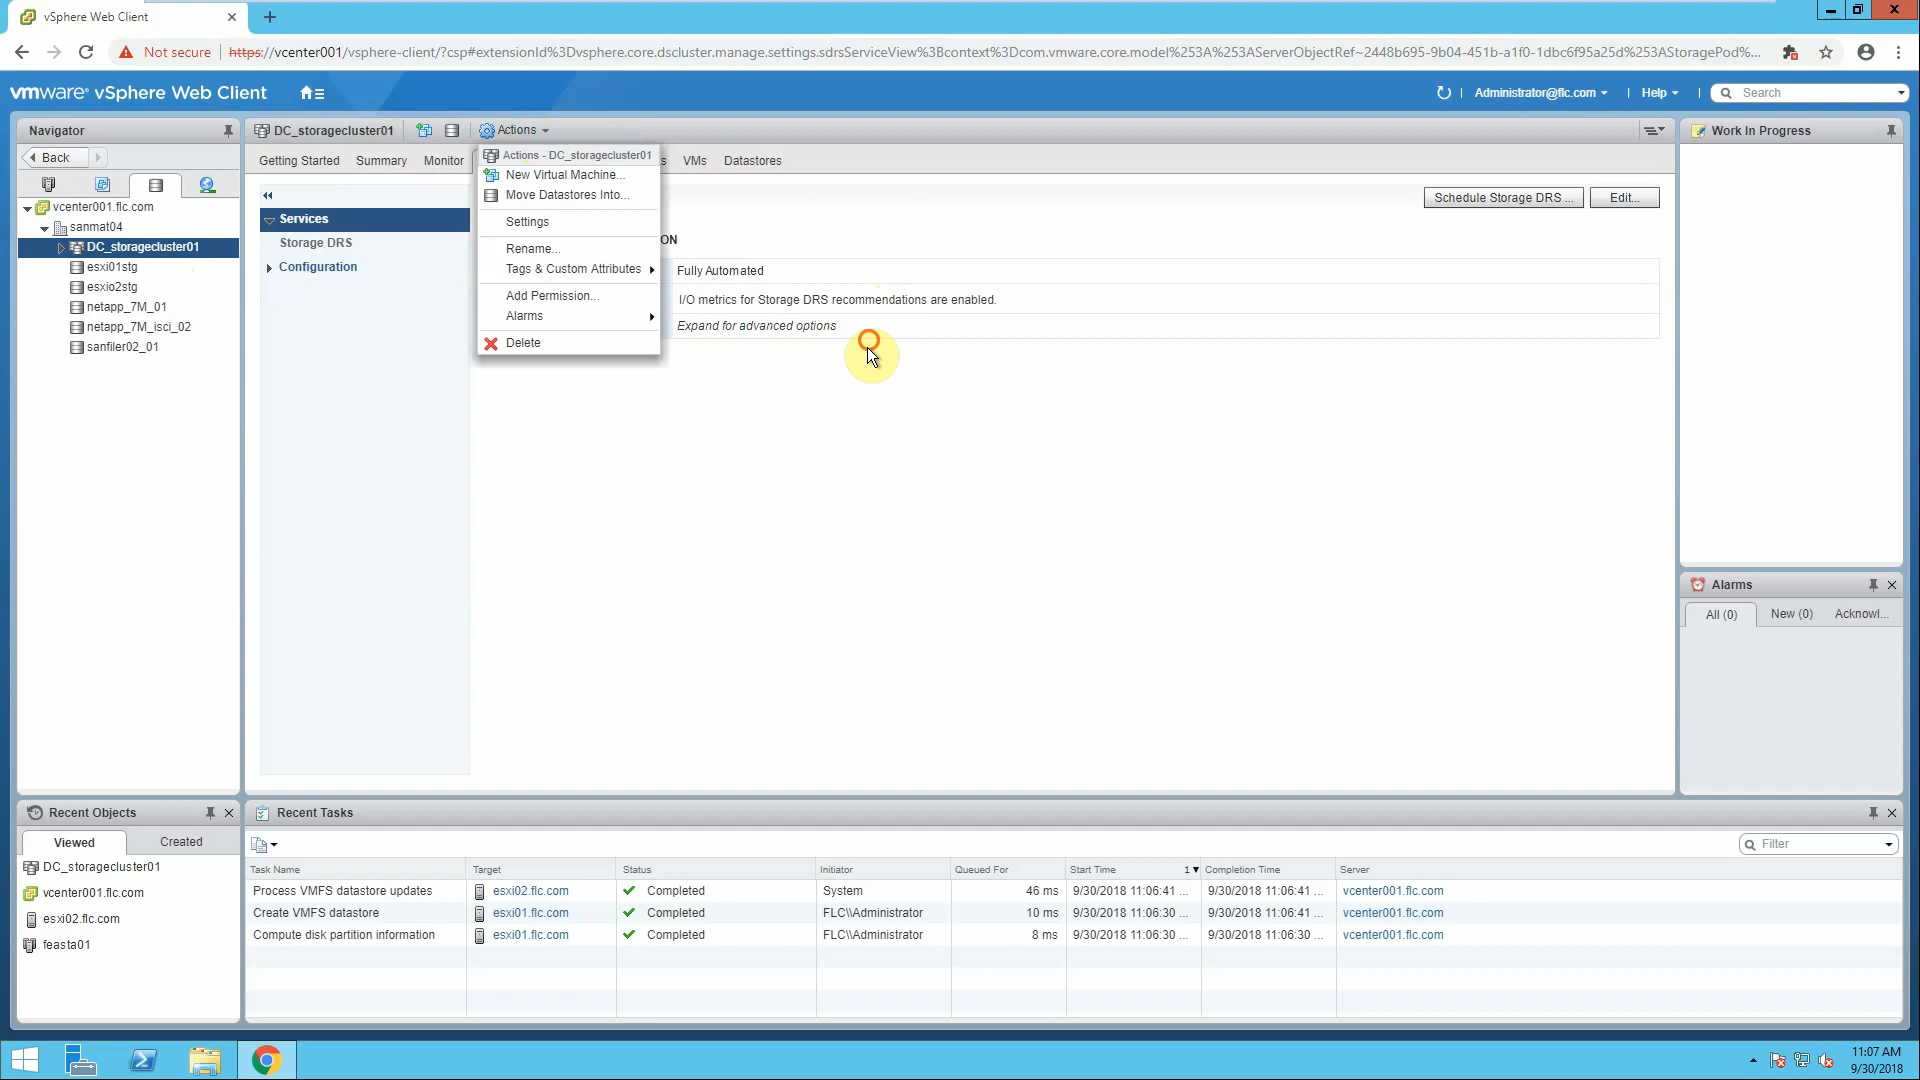 vSphere Web Client
Not secure
https://vcenter001/vsphere-client/?csp#extensionId%3Dvsphere.core.dscluster.manage.settings.sdrsServiceView%3Bcontext%3Dcom.vmware.core.model%253A%253AServerObjectRef~2448b695-9b04-451b-a1f0-1dbc6f95a25d%253AStoragePod%...
vmware® vSphere Web Client
Administrator@flc.com
Help
Search
Navigator
Back
vcenter001.flc.com
sanmat04
DC_storagecluster01
esxi01stg
esxio2stg
netapp_7M_01
netapp_7M_isci_02
sanfiler02_01
DC_storagecluster01
Actions
Getting Started
Summary
Monitor
s
VMs
Datastores
Actions - DC_storagecluster01
New Virtual Machine...
Move Datastores Into...
Settings
Rename...
Tags & Custom Attributes
Add Permission...
Alarms
Delete
Services
Storage DRS
Configuration
Schedule Storage DRS ...
Edit...
ON
Fully Automated
I/O metrics for Storage DRS recommendations are enabled.
Expand for advanced options
Work In Progress
Alarms
All (0)
New (0)
Acknowl...
Recent Objects
Viewed
Created
DC_storagecluster01
vcenter001.flc.com
esxi02.flc.com
feasta01
Recent Tasks
Filter
Task Name Target Status Initiator Queued For Start Time 1 Completion Time Server
Process VMFS datastore updates esxi02.flc.com Completed System 46 ms 9/30/2018 11:06:41 ... 9/30/2018 11:06:41 ... vcenter001.flc.com
Create VMFS datastore esxi01.flc.com Completed FLC\\Administrator 10 ms 9/30/2018 11:06:30 ... 9/30/2018 11:06:41 ... vcenter001.flc.com
Compute disk partition information esxi01.flc.com Completed FLC\\Administrator 8 ms 9/30/2018 11:06:30 ... 9/30/2018 11:06:30 ... vcenter001.flc.com
11:07 AM
9/30/2018